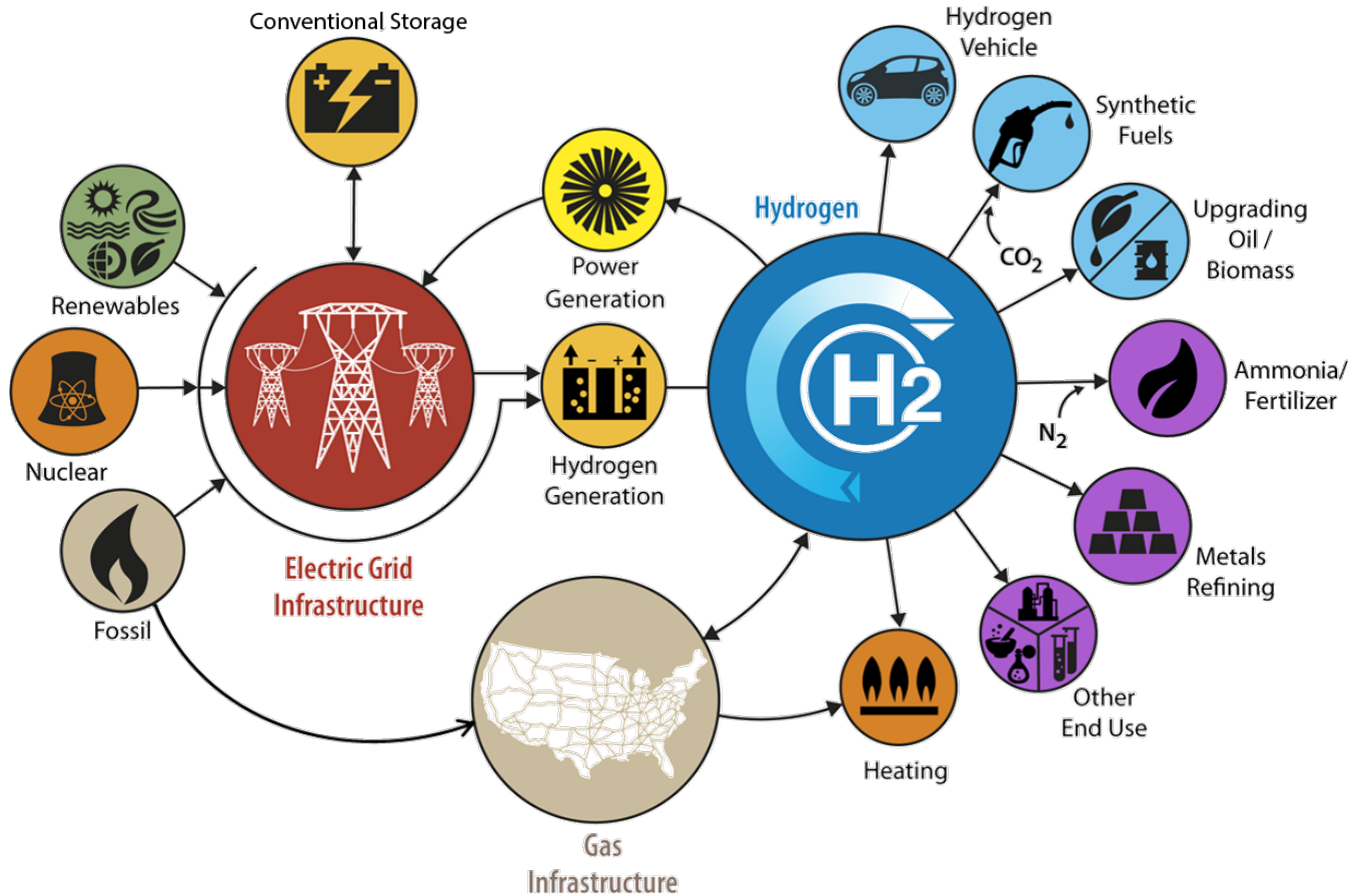 Conventional Storage
Hydrogen
Vehicle
Synthetic
Fuels
Upgrading
Oil /
Biomass
CO2
Hydrogen
Renewables
Power
Generation
H2
Ammonia/
Fertilizer
N2
Nuclear
Hydrogen
Generation
Metals
Refining
Electric Grid
Infrastructure
Fossil
Other
End Use
Heating
Gas
Infrastructure